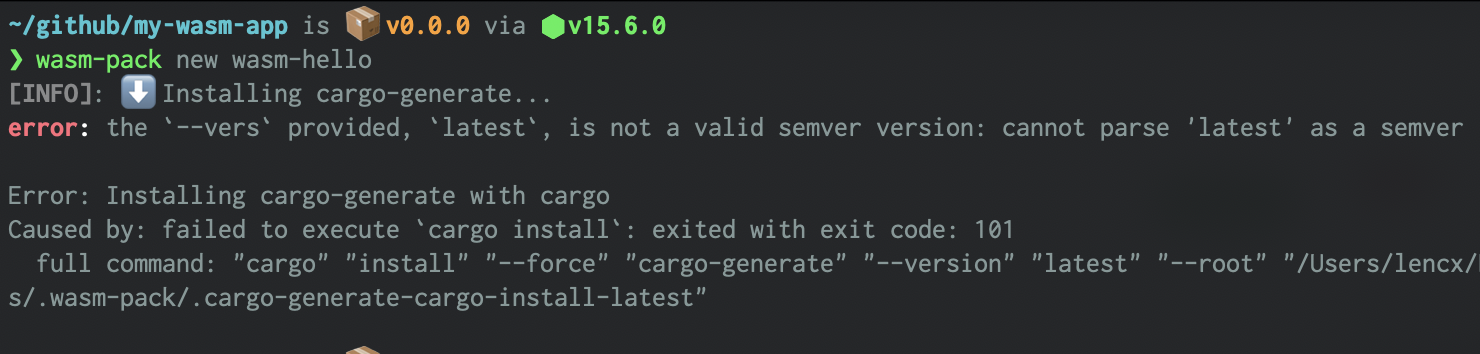 ~/github/my-wasm-app is 📦 v0.0.0 via ⬢ v15.6.0
❯ wasm-pack new wasm-hello
[INFO]: ⬇️ Installing cargo-generate...
error: the `--vers` provided, `latest`, is not a valid semver version: cannot parse 'latest' as a semver
Error: Installing cargo-generate with cargo
Caused by: failed to execute `cargo install`: exited with exit code: 101
full command: "cargo" "install" "--force" "cargo-generate" "--version" "latest" "--root" "/Users/lencx/
s/.wasm-pack/.cargo-generate-cargo-install-latest"